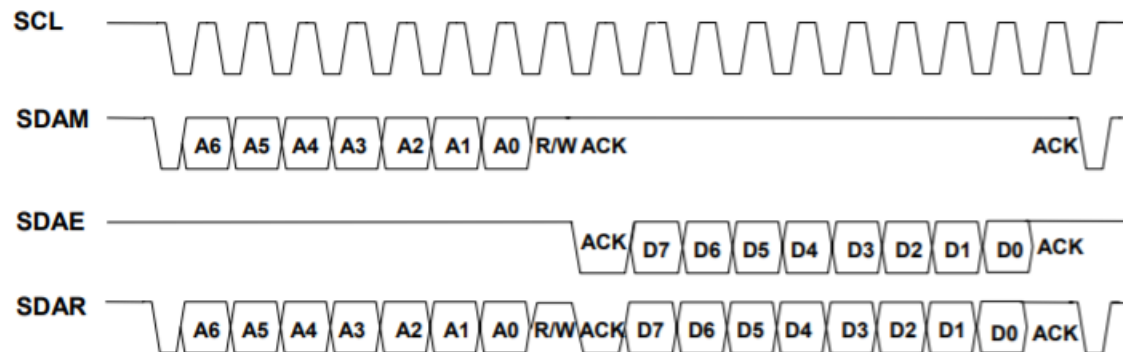 SCL
SDAM A6 A5 A4 A3 A2 A1 A0 R/W ACK ACK
SDAE ACK D7 D6 D5 D4 D3 D2 D1 D0 ACK
SDAR A6 A5 A4 A3 A2 A1 A0 R/W ACK D7 D6 D5 D4 D3 D2 D1 D0 ACK